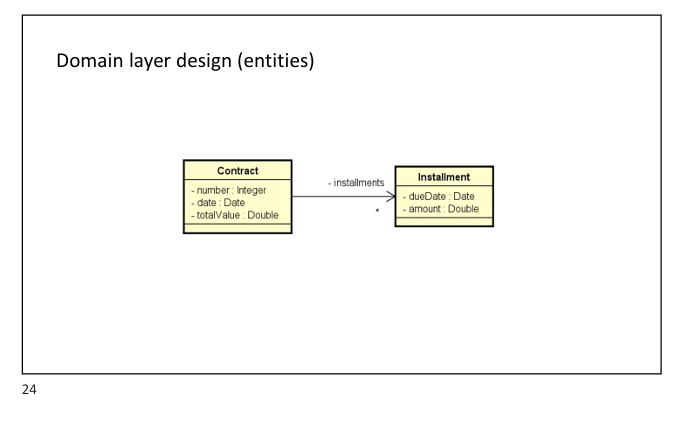 Domain layer design (entities)
Contract
- number : Integer
- date : Date
- totalValue : Double
- installments
*
Installment
- dueDate : Date
- amount : Double
24